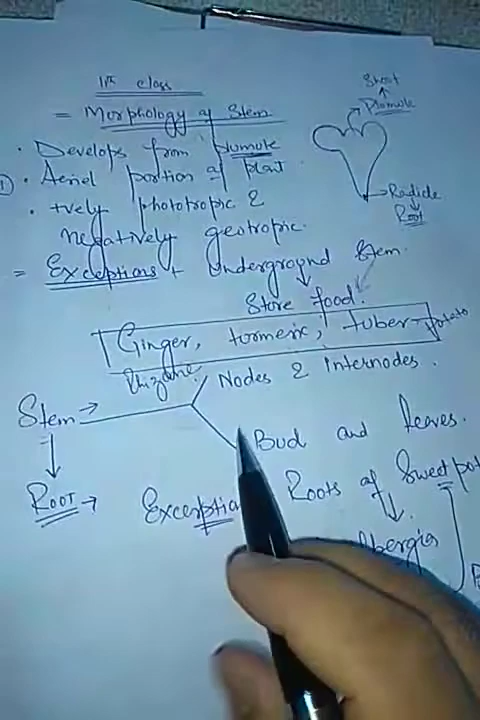 11th class
= Morphology of Stem
Shoot
Plumule
• Develops from plumule
1 • Aerial portion of plant
• +vely phototropic &
negatively geotropic.
Radicle
Root
= Exceptions + Underground Stem.
Store food.
Ginger, turmeric, tuber-potato
Rhizome
Nodes & Internodes.
Stem
Bud and leaves.
Root → Exception Roots of Sweet pot